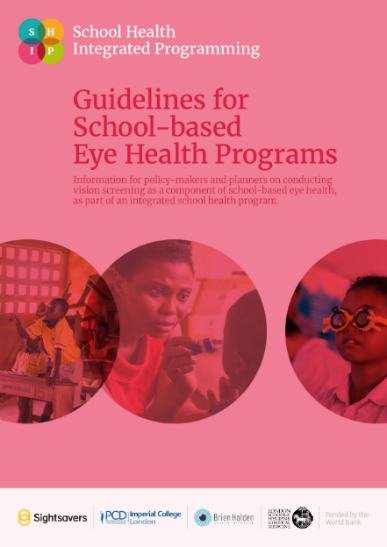 S H
I P
School Health
Integrated Programming
Guidelines for
School-based
Eye Health Programs
Information for policy-makers and planners on conducting
vision screening as a component of school-based eye health,
as part of an integrated school health program
Sightsavers
PCD
Imperial College
London
Brien Holden
LONDON
SCHOOL of
HYGIENE
&TROPICAL
MEDICINE
Funded by the
World Bank